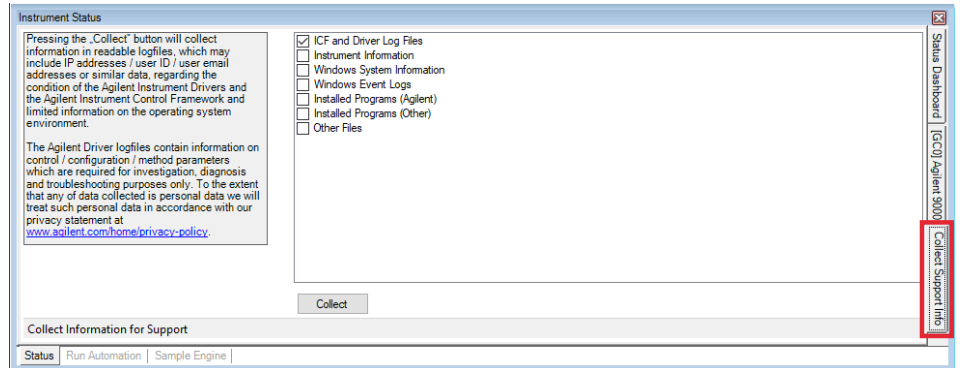 Instrument Status
Pressing the „Collect" button will collect
information in readable logfiles, which may
include IP addresses / user ID / user email
addresses or similar data, regarding the
condition of the Agilent Instrument Drivers and
the Agilent Instrument Control Framework and
limited information on the operating system
environment.
The Agilent Driver logfiles contain information on
control / configuration / method parameters
which are required for investigation, diagnosis
and troubleshooting purposes only. To the extent
that any of data collected is personal data we will
treat such personal data in accordance with our
privacy statement at
www.agilent.com/home/privacy-policy.
ICF and Driver Log Files
Instrument Information
Windows System Information
Windows Event Logs
Installed Programs (Agilent)
Installed Programs (Other)
Other Files
Collect
Status Dashboard
[GC0] Agilent 9000
Collect Support Info
Collect Information for Support
Status
Run Automation
Sample Engine